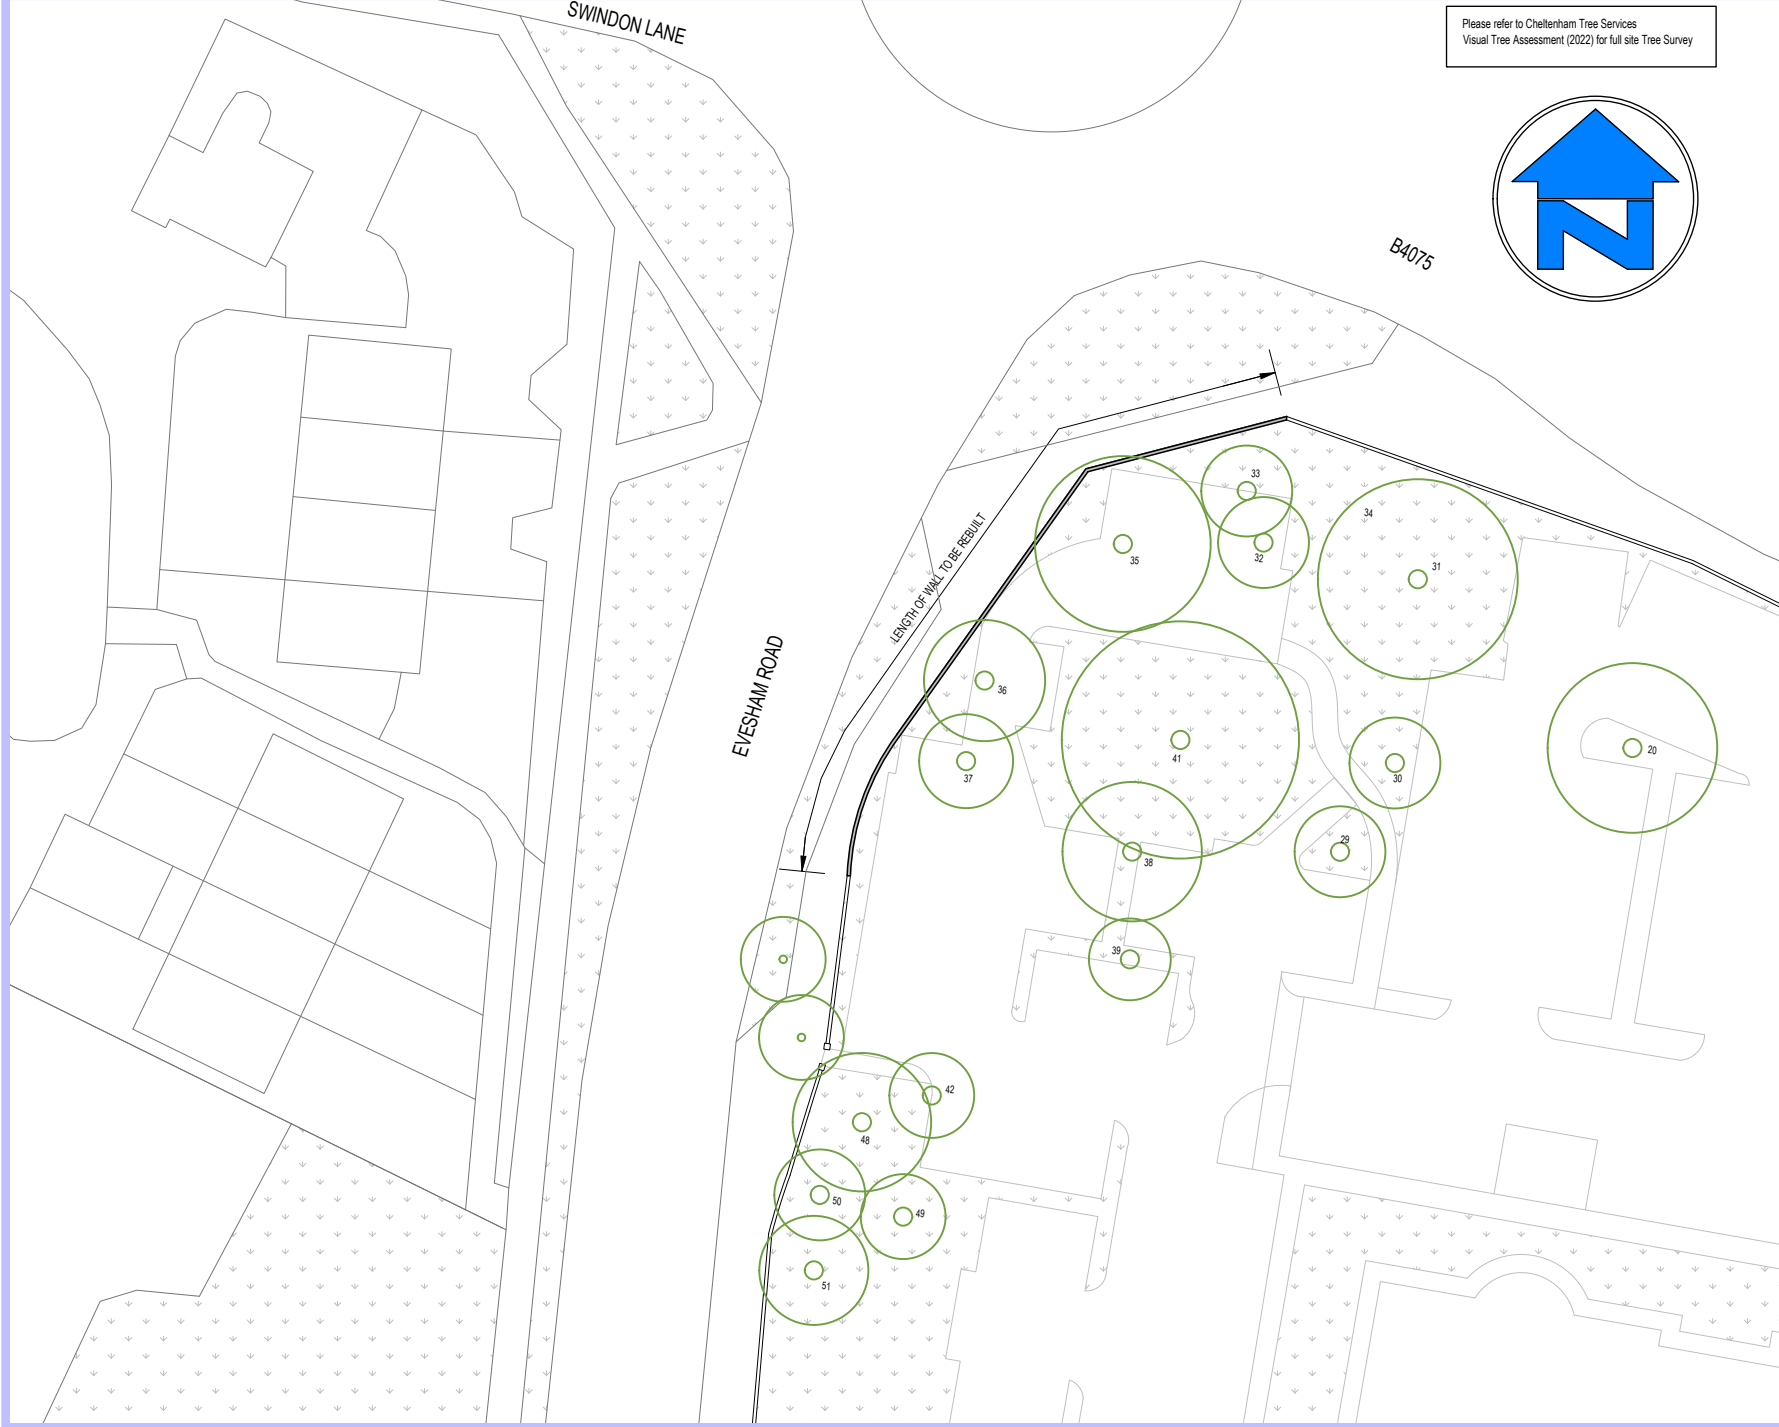 SWINDON LANE
Please refer to Cheltenham Tree Services
Visual Tree Assessment (2022) for full site Tree Survey
N
B4075
LENGTH OF WALL TO BE REBUILT
EVESHAM ROAD
33
34
32
35
31
36
20
41
37
30
29
38
39
42
48
50
49
51